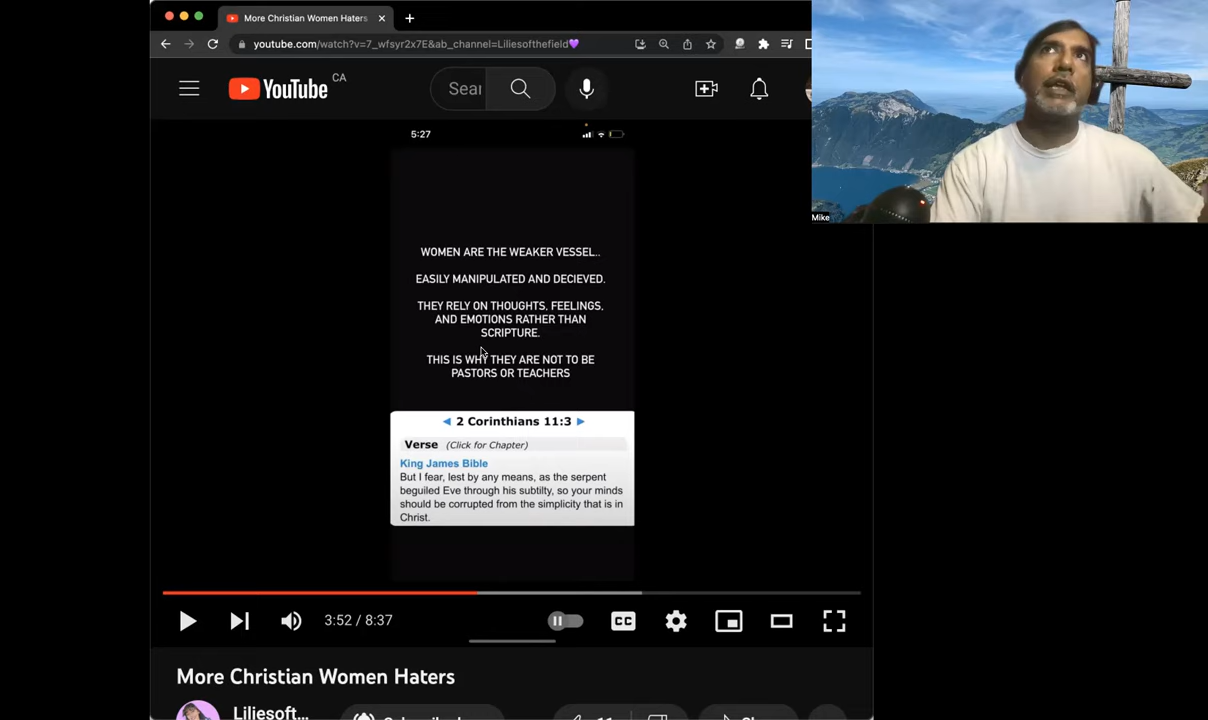 More Christian Women Haters
youtube.com/watch?v=7_wfsyr2x7E&ab_channel=Liliesofthefield💜
YouTube CA
Sear
5:27
WOMEN ARE THE WEAKER VESSEL..
EASILY MANIPULATED AND DECIEVED.
THEY RELY ON THOUGHTS, FEELINGS,
AND EMOTIONS RATHER THAN
SCRIPTURE.
THIS IS WHY THEY ARE NOT TO BE
PASTORS OR TEACHERS
2 Corinthians 11:3
Verse (Click for Chapter)
King James Bible
But I fear, lest by any means, as the serpent
beguiled Eve through his subtilty, so your minds
should be corrupted from the simplicity that is in
Christ.
Mike
3:52 / 8:37
CC
More Christian Women Haters
Liliesoft...